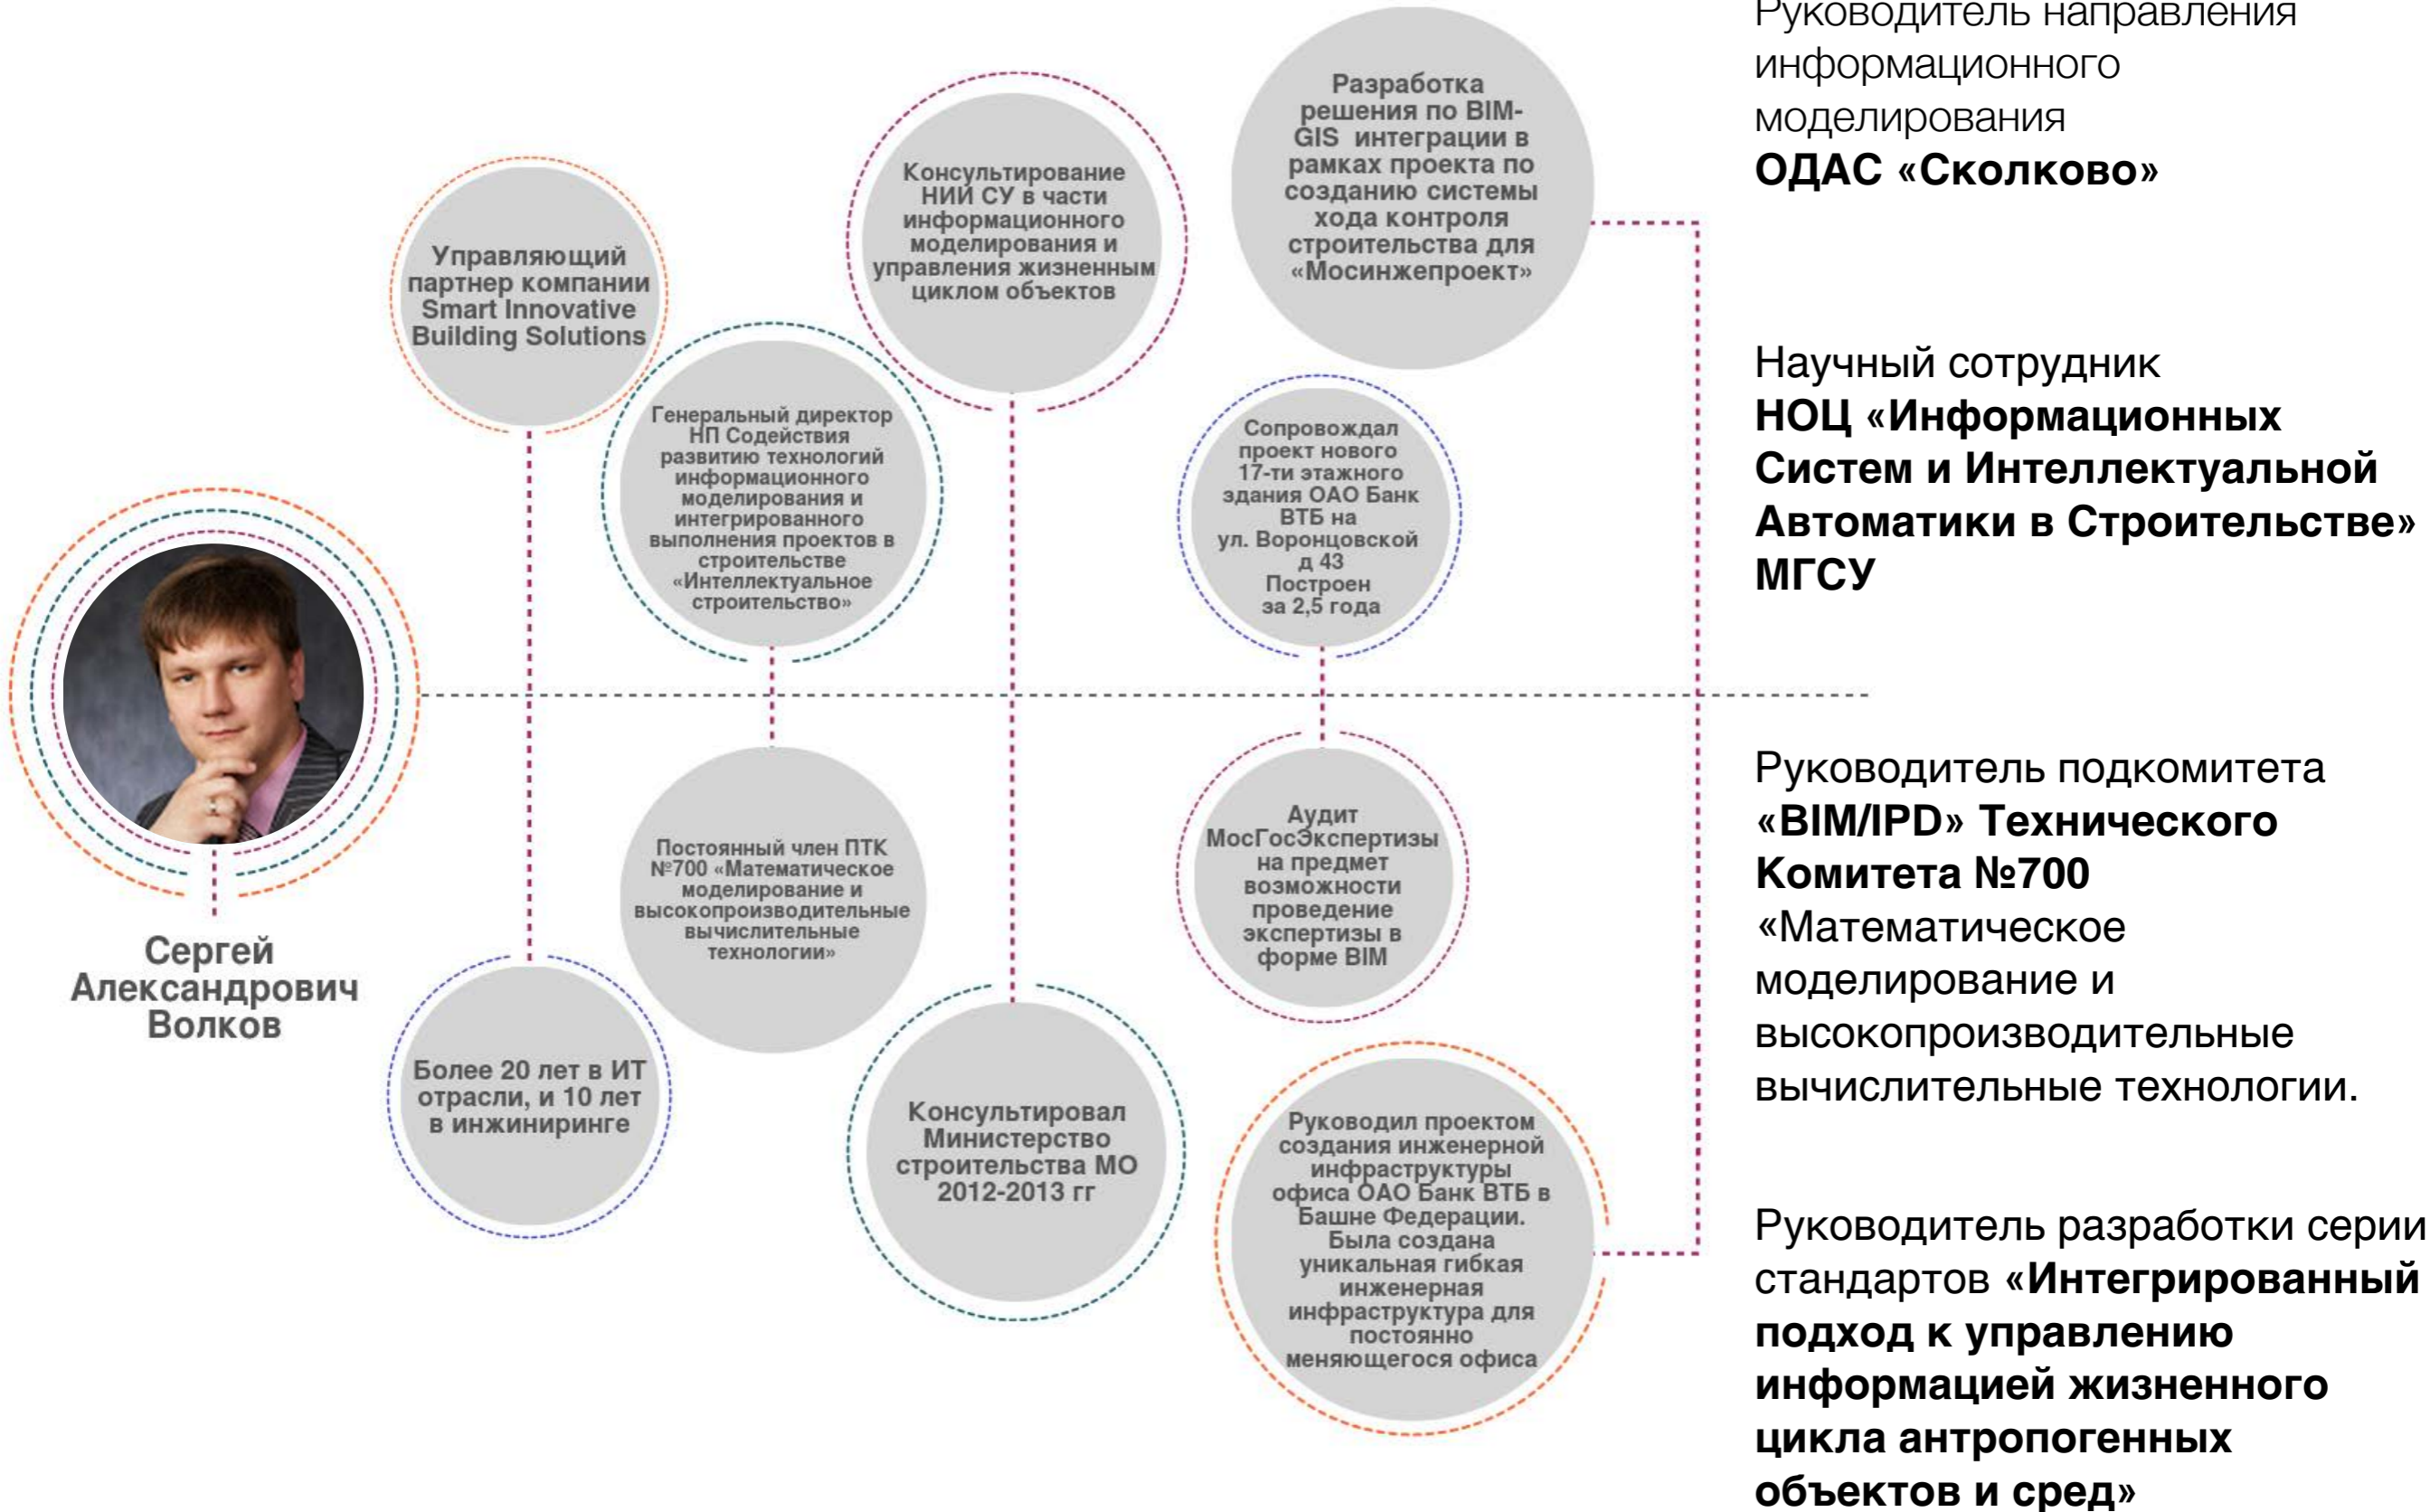 Сергей
Александрович
Волков
Управляющий
партнер компании
Smart Innovative
Building Solutions
Более 20 лет в ИТ
отрасли, и 10 лет
в инжиниринге
Генеральный директор
НП Содействия
развитию технологий
информационного
моделирования и
интегрированного
выполнения проектов в
строительстве
«Интеллектуальное
строительство»
Постоянный член ПТК
№700 «Математическое
моделирование и
высокопроизводительные
вычислительные
технологии»
Консультирование
НИИ СУ в части
информационного
моделирования и
управления жизненным
циклом объектов
Консультировал
Министерство
строительства МО
2012-2013 гг
Разработка
решения по BIM-
GIS интеграции в
рамках проекта по
созданию системы
хода контроля
строительства для
«Мосинжепроект»
Сопровождал
проект нового
17-ти этажного
здания ОАО Банк
ВТБ на
ул. Воронцовской
д 43
Построен
за 2,5 года
Аудит
МосГосЭкспертизы
на предмет
возможности
проведение
экспертизы в
форме BIM
Руководил проектом
создания инженерной
инфраструктуры
офиса ОАО Банк ВТБ в
Башне Федерации.
Была создана
уникальная гибкая
инженерная
инфраструктура для
постоянно
меняющегося офиса
Руководитель направления
информационного
моделирования
ОДАС «Сколково»
Научный сотрудник
НОЦ «Информационных
Систем и Интеллектуальной
Автоматики в Строительстве»
МГСУ
Руководитель подкомитета
«BIM/IPD» Технического
Комитета №700
«Математическое
моделирование и
высокопроизводительные
вычислительные технологии.
Руководитель разработки серии
стандартов «Интегрированный
подход к управлению
информацией жизненного
цикла антропогенных
объектов и сред»